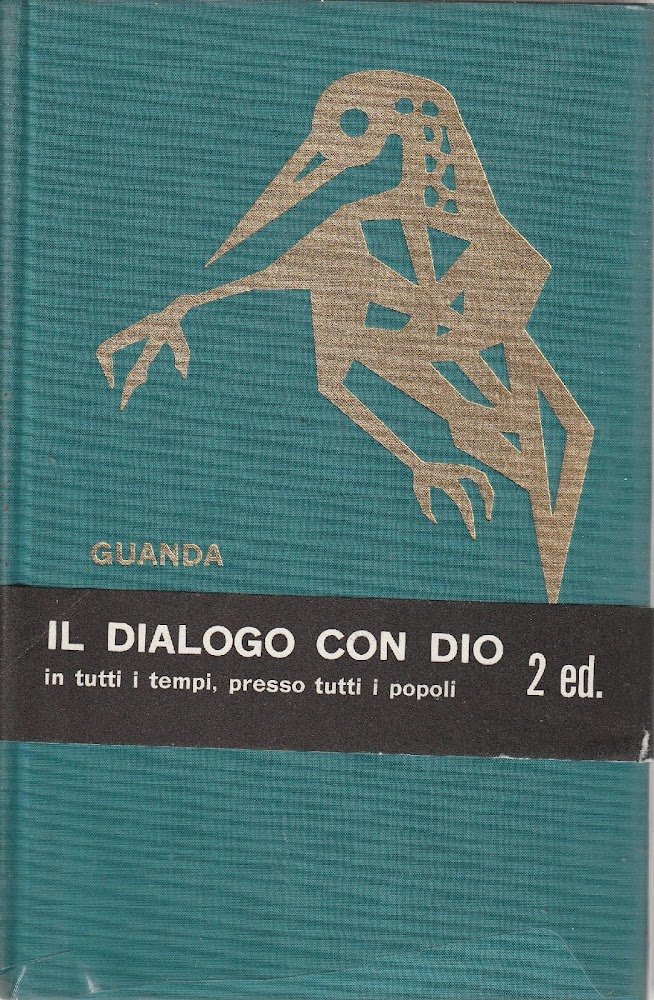 GUANDA
IL DIALOGO CON DIO
in tutti i tempi, presso tutti i popoli
2 ed.